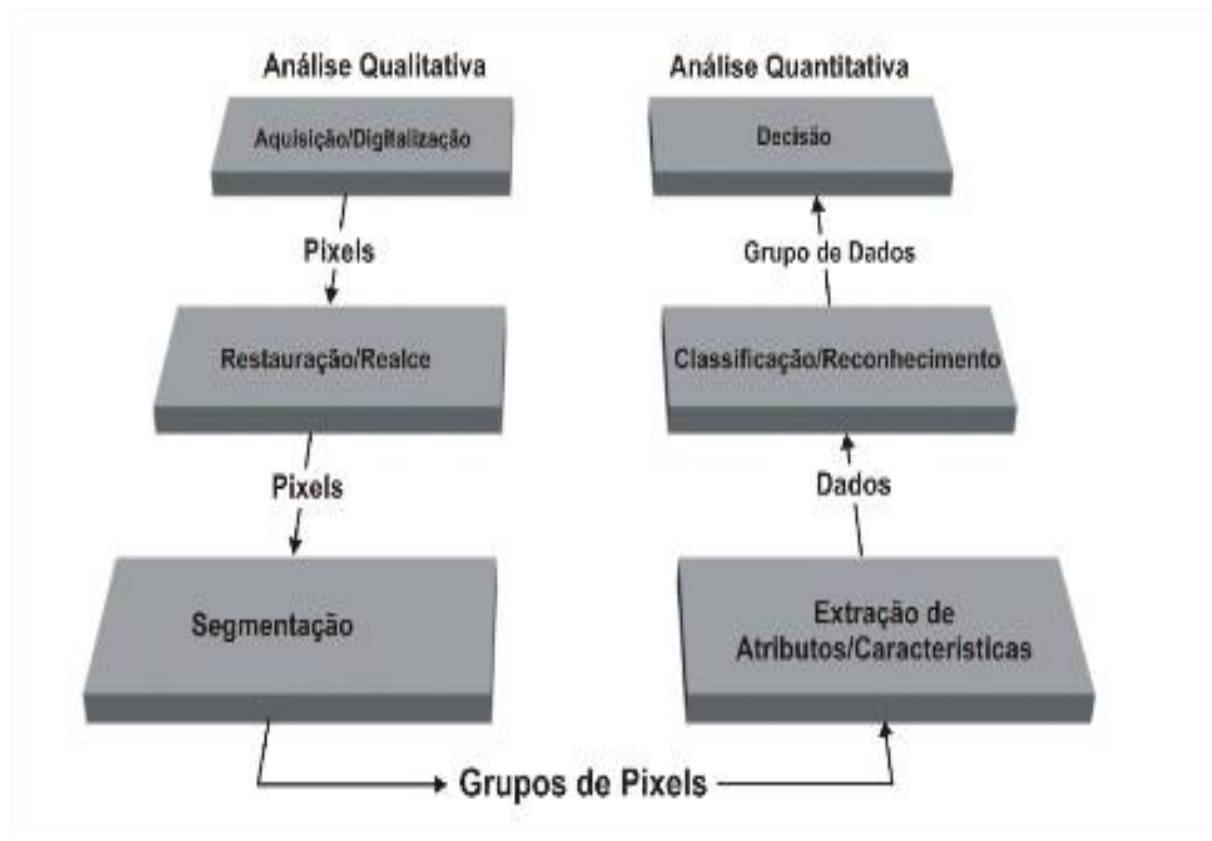 Análise Qualitativa
Aquisição/Digitalização
Pixels
Restauração/Realce
Pixels
Segmentação
Grupos de Pixels
Análise Quantitativa
Decisão
Grupo de Dados
Classificação/Reconhecimento
Dados
Extração de
Atributos/Características